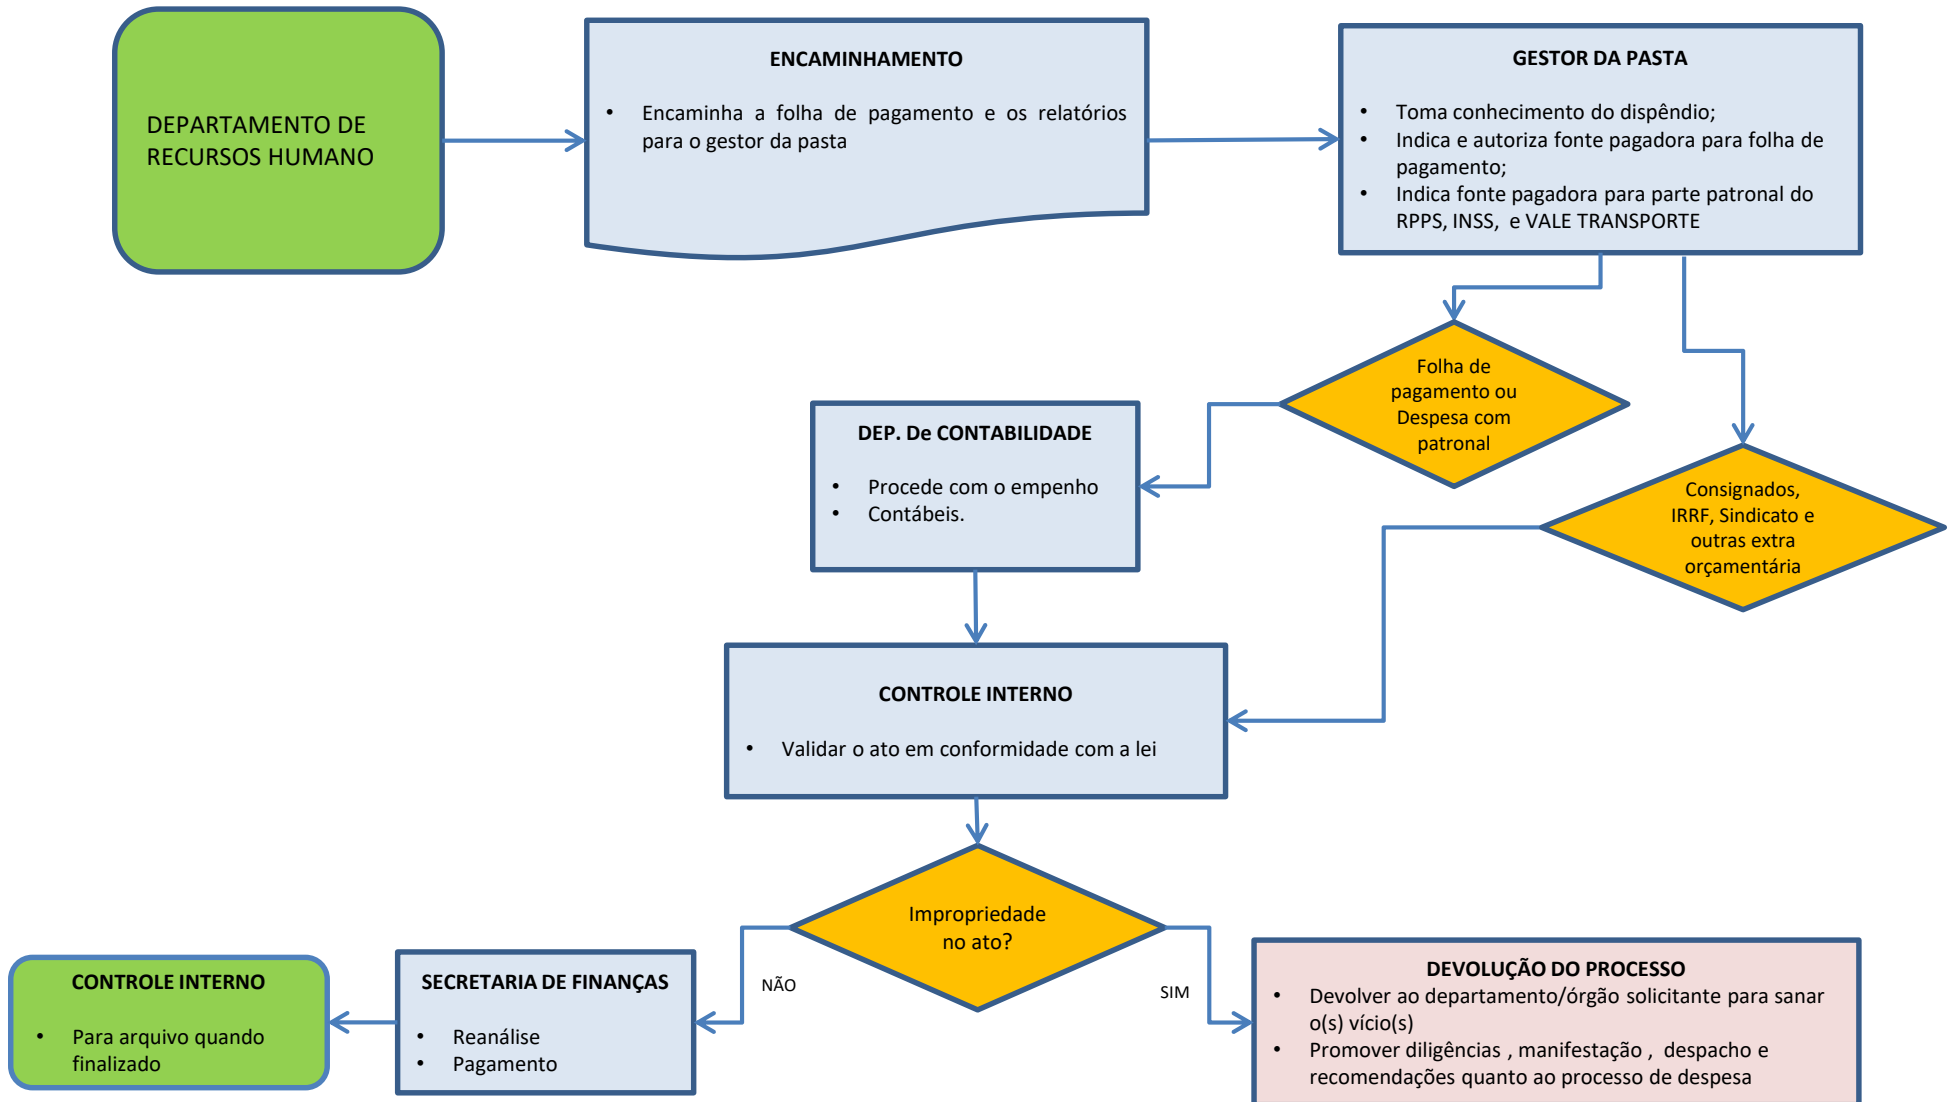 DEPARTAMENTO DE
RECURSOS HUMANO
ENCAMINHAMENTO
• Encaminha a folha de pagamento e os relatórios
para o gestor da pasta
GESTOR DA PASTA
• Toma conhecimento do dispêndio;
• Indica e autoriza fonte pagadora para folha de
pagamento;
• Indica fonte pagadora para parte patronal do
RPPS, INSS, e VALE TRANSPORTE
Folha de
pagamento ou
Despesa com
patronal
Consignados,
IRRF, Sindicato e
outras extra
orçamentária
DEP. De CONTABILIDADE
• Procede com o empenho
• Contábeis.
CONTROLE INTERNO
• Validar o ato em conformidade com a lei
Impropriedade
no ato?
NÃO
SIM
CONTROLE INTERNO
• Para arquivo quando
finalizado
SECRETARIA DE FINANÇAS
• Reanálise
• Pagamento
DEVOLUÇÃO DO PROCESSO
• Devolver ao departamento/órgão solicitante para sanar
o(s) vício(s)
• Promover diligências , manifestação , despacho e
recomendações quanto ao processo de despesa